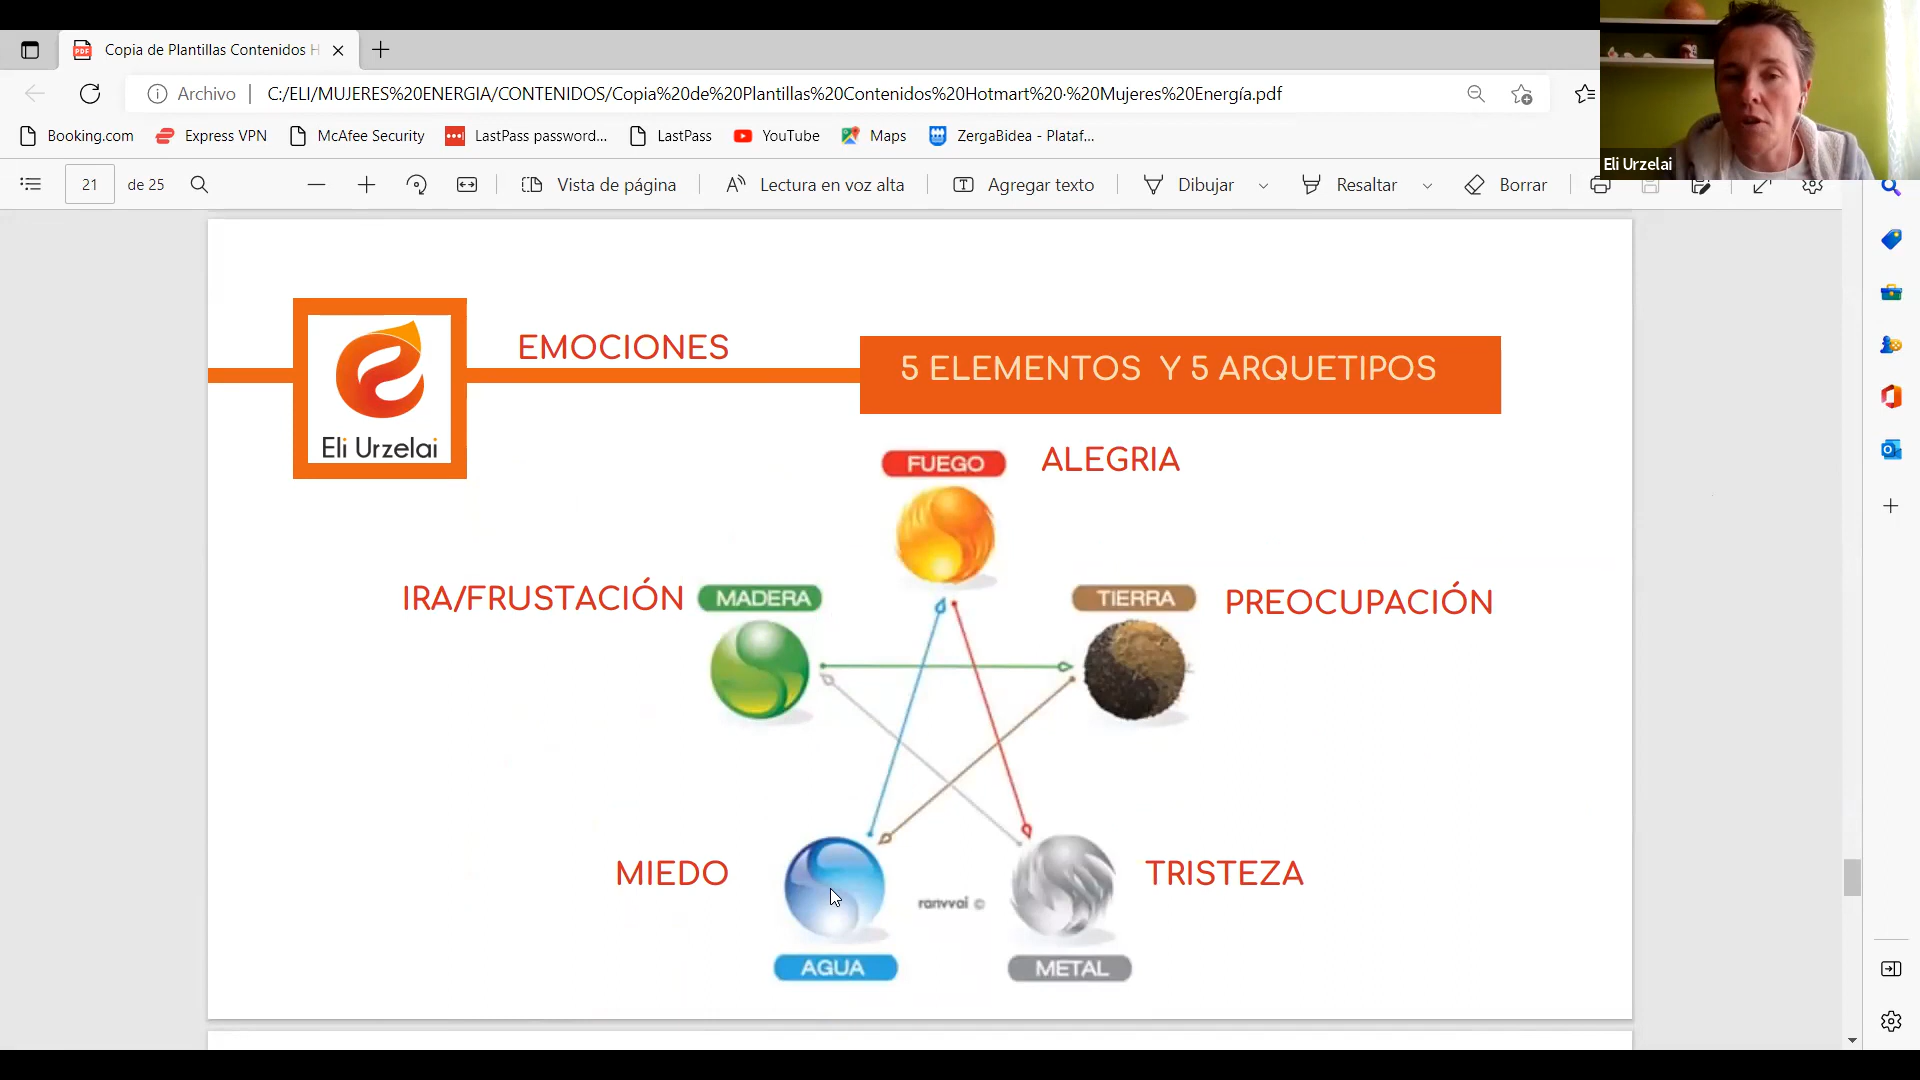 Copia de Plantillas Contenidos H
Archivo | C:/ELI/MUJERES%20ENERGIA/CONTENIDOS/Copia%20de%20Plantillas%20Contenidos%20Hotmart%20·%20Mujeres%20Energía.pdf
Booking.com Express VPN McAfee Security LastPass password... LastPass YouTube Maps ZergaBidea - Plataf...
Eli Urzelai
21 de 25 Vista de página Lectura en voz alta Agregar texto Dibujar Resaltar Borrar
EMOCIONES
5 ELEMENTOS Y 5 ARQUETIPOS
Eli Urzelai
FUEGO ALEGRIA
IRA/FRUSTACIÓN MADERA TIERRA PREOCUPACIÓN
MIEDO TRISTEZA
ranvvai ©
AGUA METAL